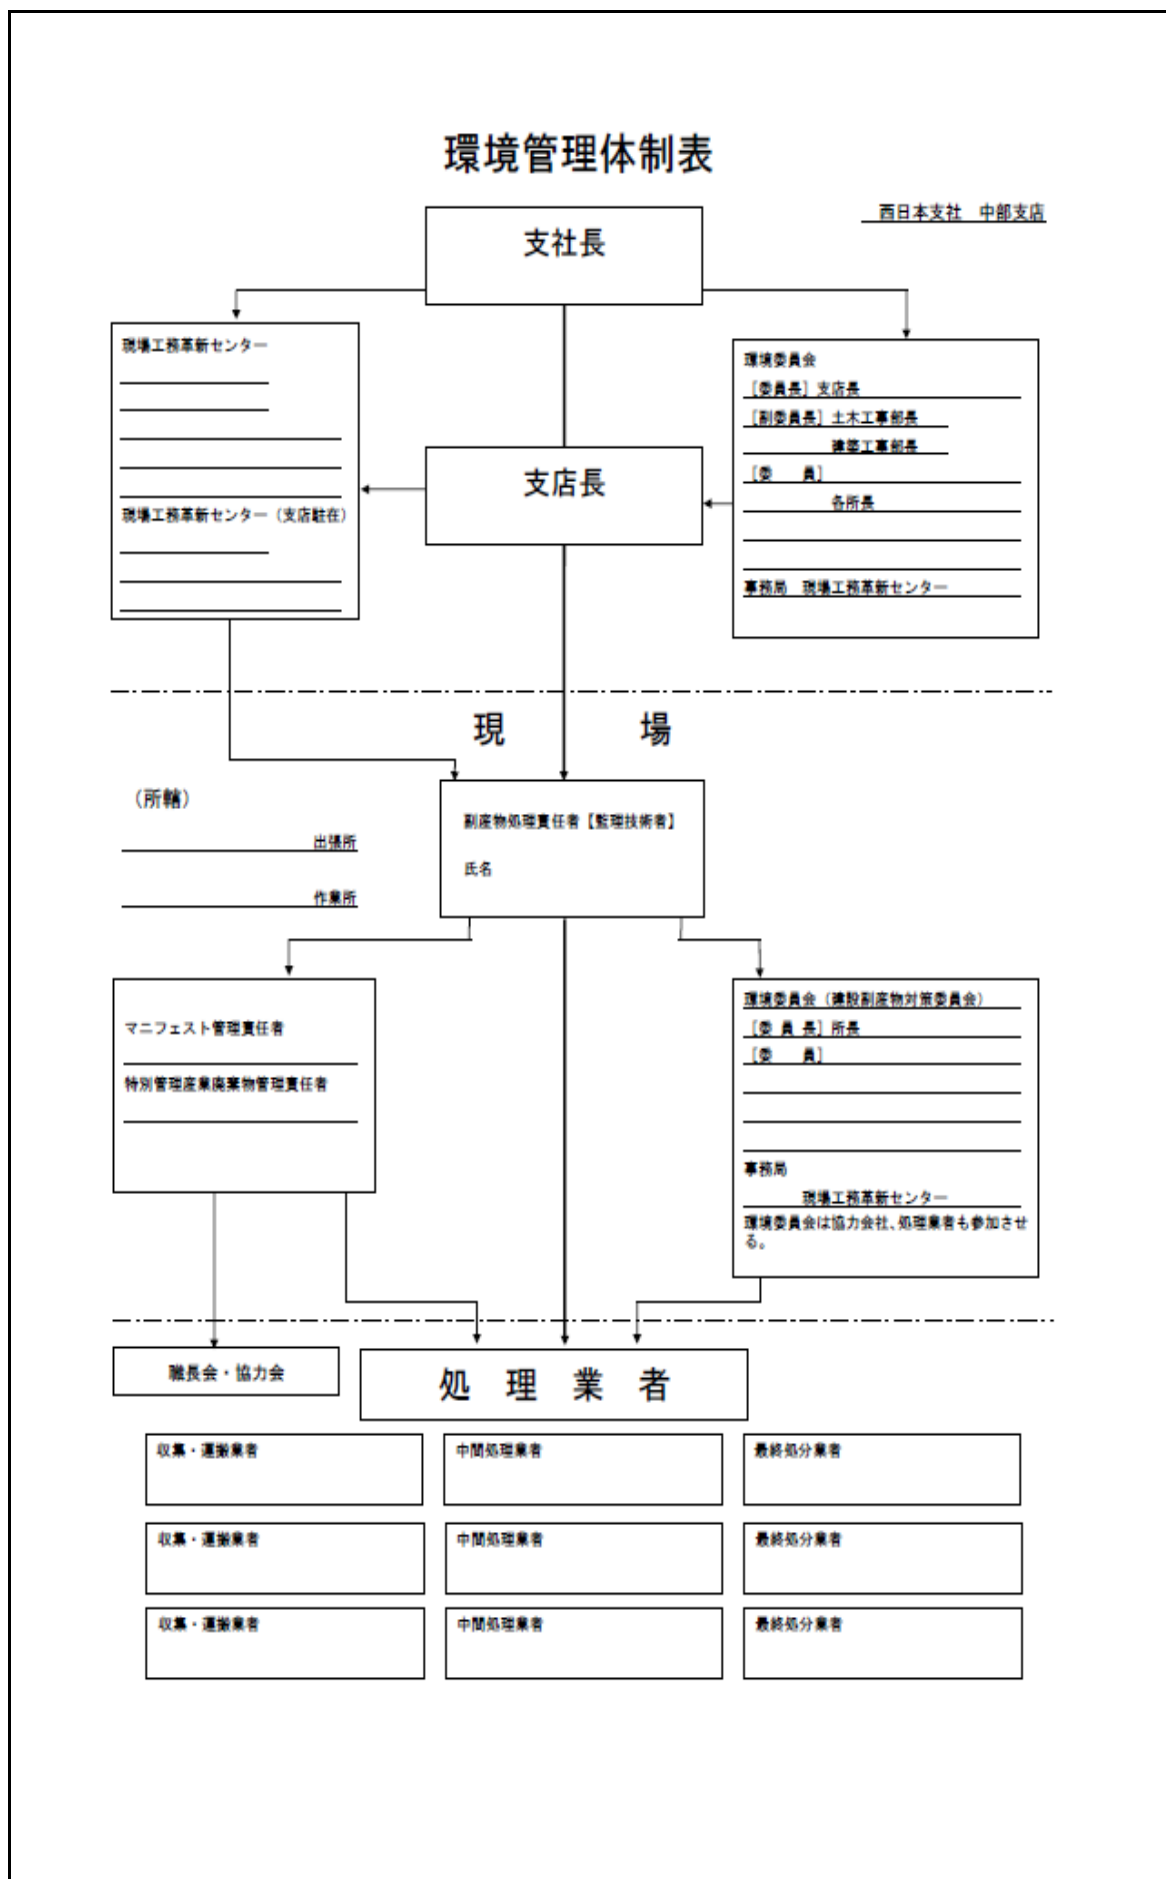 環境管理体制表
西日本支社　中部支店
支社長
現場工務革新センター
現場工務革新センター（支店駐在）
支店長
環境委員会
［委員長］支店長
［副委員長］土木工事部長
建築工事部長
［委　　員］
各所長
事務局　現場工務革新センター
現　　　場
（所轄）
出張所
作業所
副産物処理責任者【監理技術者】
氏名
マニフェスト管理責任者
特別管理産業廃棄物管理責任者
環境委員会（建設副産物対策委員会）
［委 員 長］所長
［委　　員］
事務局
現場工務革新センター
環境委員会は協力会社、処理業者も参加させ
る。
職長会・協力会
処　理　業　者
収集・運搬業者　中間処理業者　最終処分業者
収集・運搬業者　中間処理業者　最終処分業者
収集・運搬業者　中間処理業者　最終処分業者